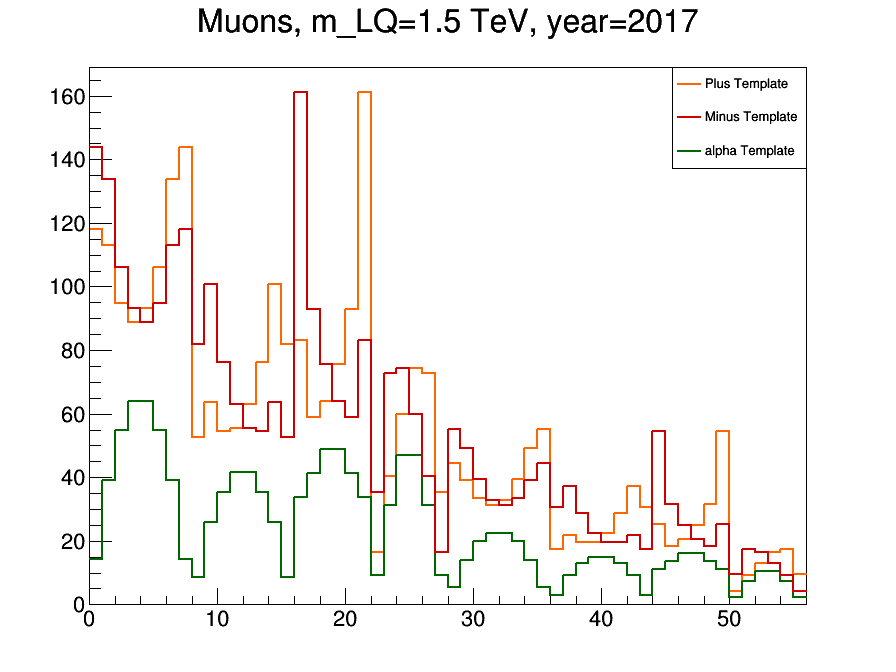 Muons, m_LQ=1.5 TeV, year=2017
Plus Template
Minus Template
alpha Template
160
140
120
100
80
60
40
20
0
0 10 20 30 40 50